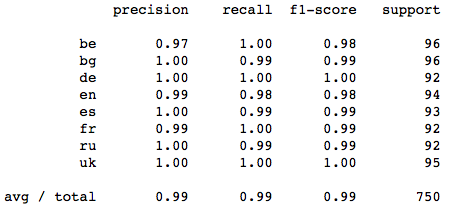 precision recall f1-score support
be 0.97 1.00 0.98 96
bg 1.00 0.99 0.99 96
de 1.00 1.00 1.00 92
en 0.99 0.98 0.98 94
es 1.00 0.99 0.99 93
fr 0.99 1.00 0.99 92
ru 1.00 0.99 0.99 92
uk 1.00 1.00 1.00 95
avg / total 0.99 0.99 0.99 750